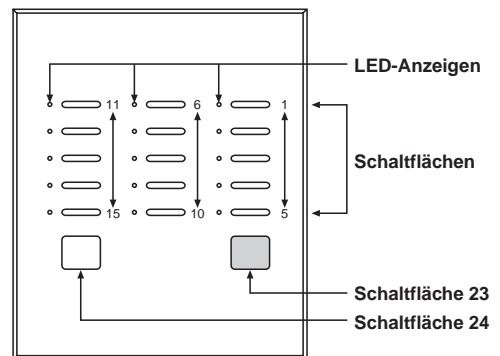 LED-Anzeigen
11 6 1
Schaltflächen
15 10 5
Schaltfläche 23
Schaltfläche 24